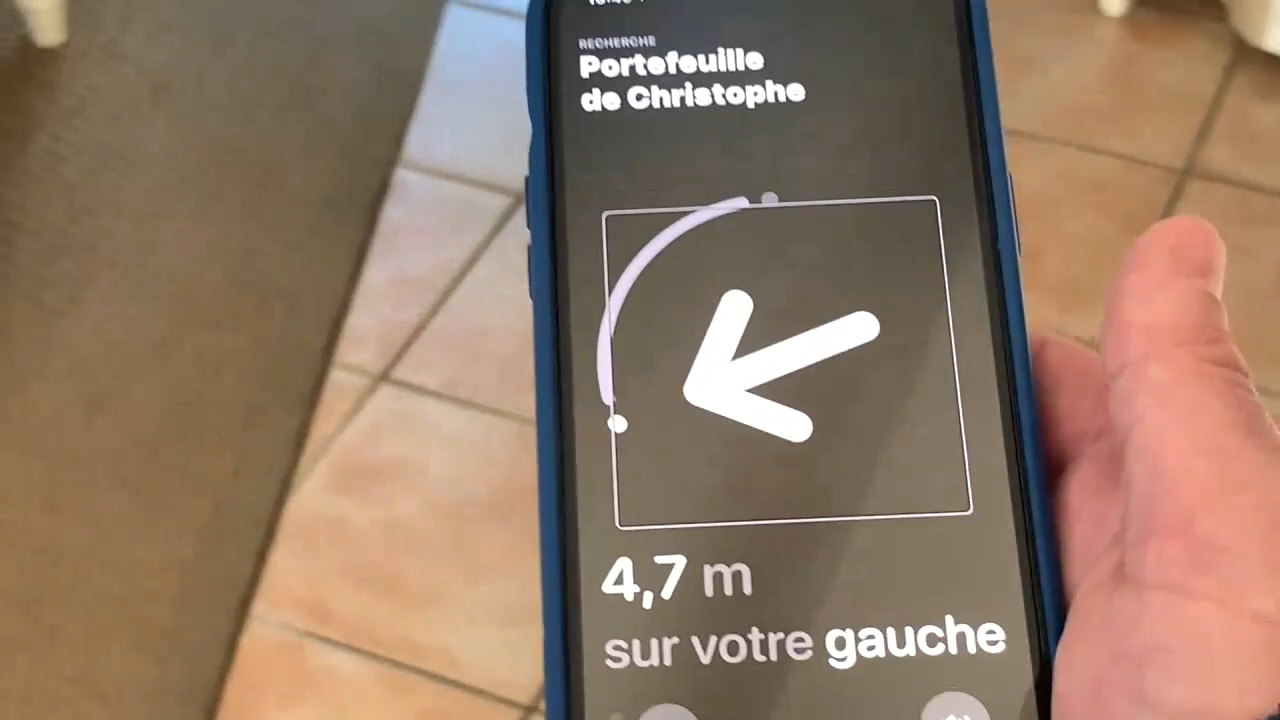 RECHERCHE
Portefeuille
de Christophe
4,7 m
sur votre gauche